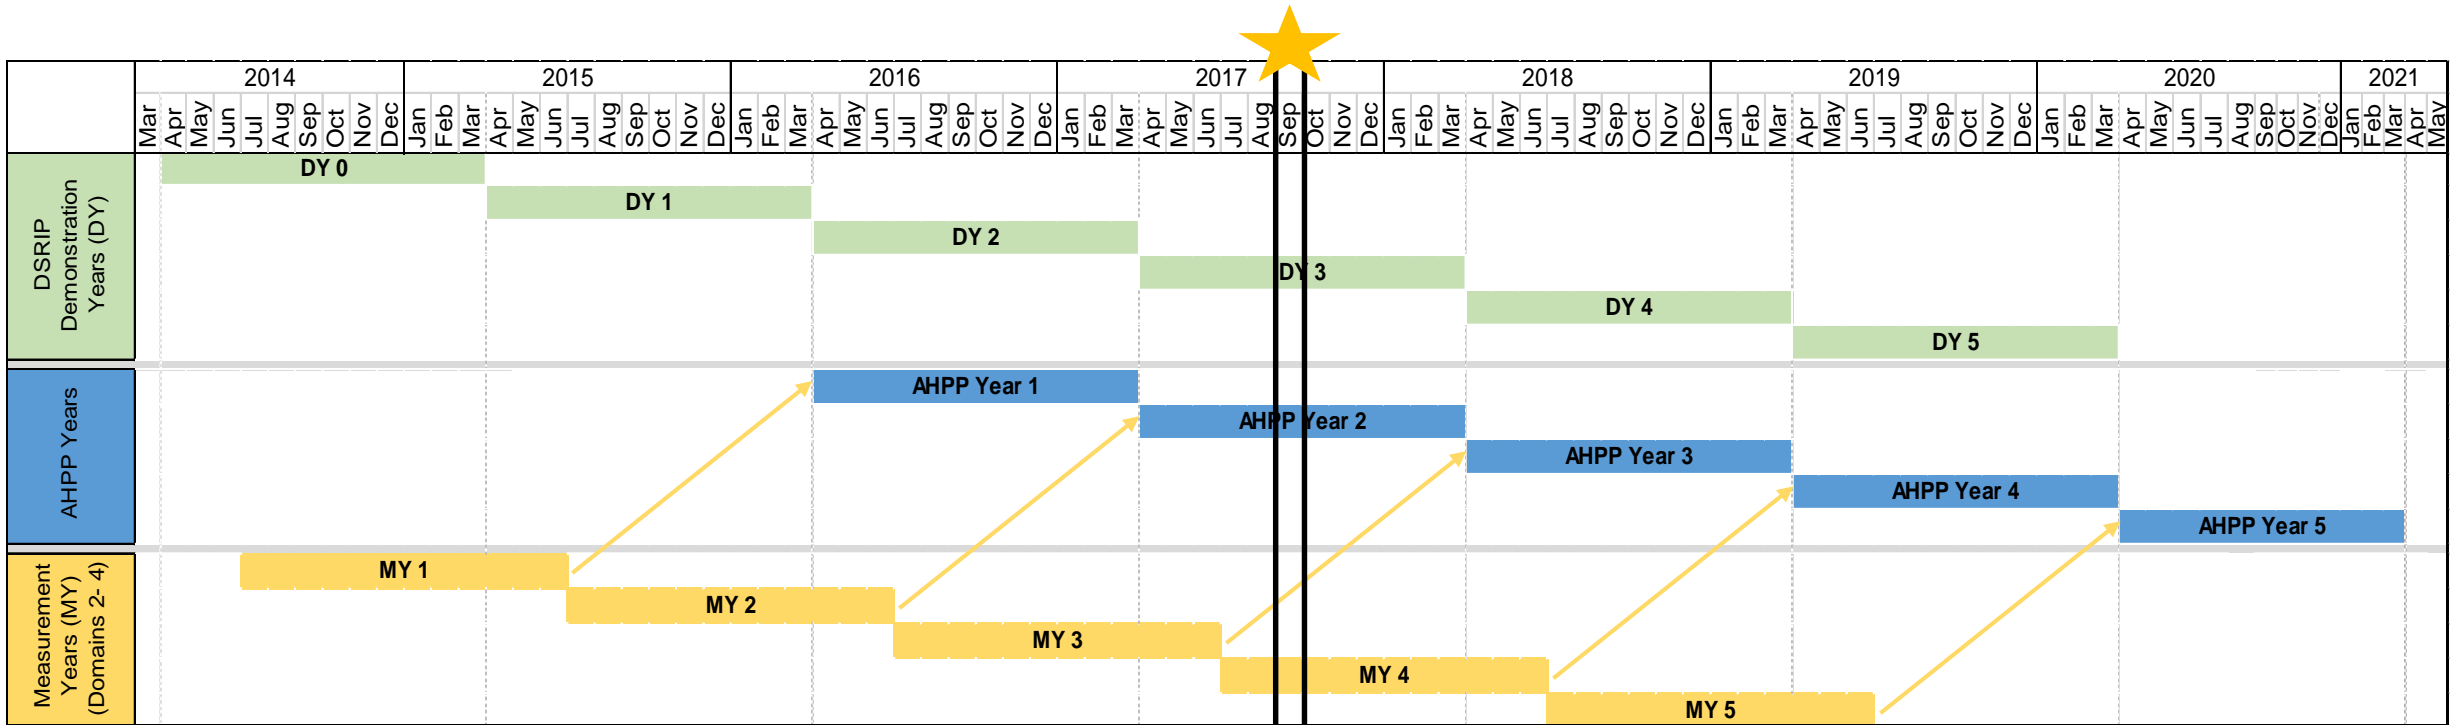 2014 2015 2016 2017 2018 2019 2020 2021
Mar Apr May Jun Jul Aug Sep Oct Nov Dec Jan Feb Mar Apr May Jun Jul Aug Sep Oct Nov Dec Jan Feb Mar Apr May Jun Jul Aug Sep Oct Nov Dec Jan Feb Mar Apr May Jun Jul Aug Sep Oct Nov Dec Jan Feb Mar Apr May Jun Jul Aug Sep Oct Nov Dec Jan Feb Mar Apr May Jun Jul Aug Sep Oct Nov Dec Jan Feb Mar Apr May Jun Jul Aug Sep Oct Nov Dec Jan Feb Mar Apr May
DSRIP
Demonstration
Years (DY)
DY 0
DY 1
DY 2
DY 3
DY 4
DY 5
AHPP Years
AHPP Year 1
AHPP Year 2
AHPP Year 3
AHPP Year 4
AHPP Year 5
Measurement
Years (MY)
(Domains 2- 4)
MY 1
MY 2
MY 3
MY 4
MY 5